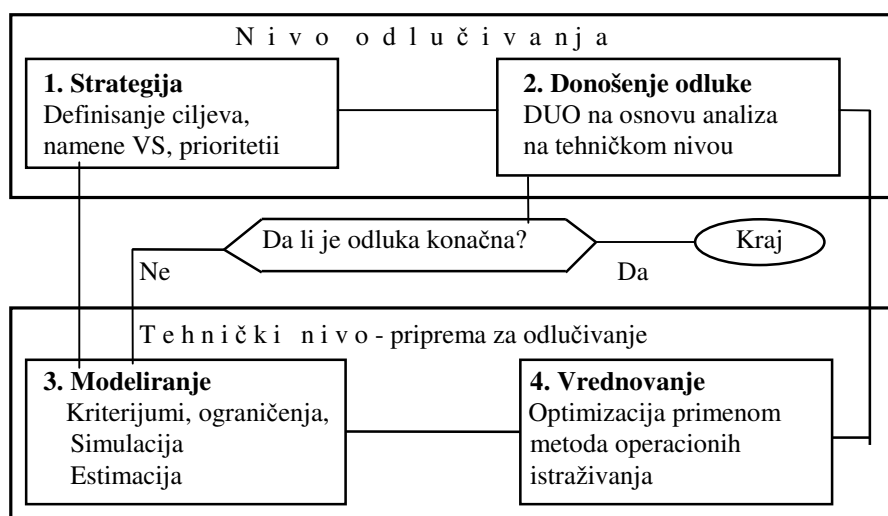 N i v o   o d l u č i v a nj a
1. Strategija
Definisanje ciljeva,
namene VS, prioritetii
2. Donošenje odluke
DUO na osnovu analiza
na tehničkom nivou
Da li je odluka konačna?
Kraj
Ne
Da
T e h n i č k i   n i v o - priprema za odlučivanje
3. Modeliranje
Kriterijumi, ograničenja,
Simulacija
Estimacija
4. Vrednovanje
Optimizacija primenom
metoda operacionih
istraživanja